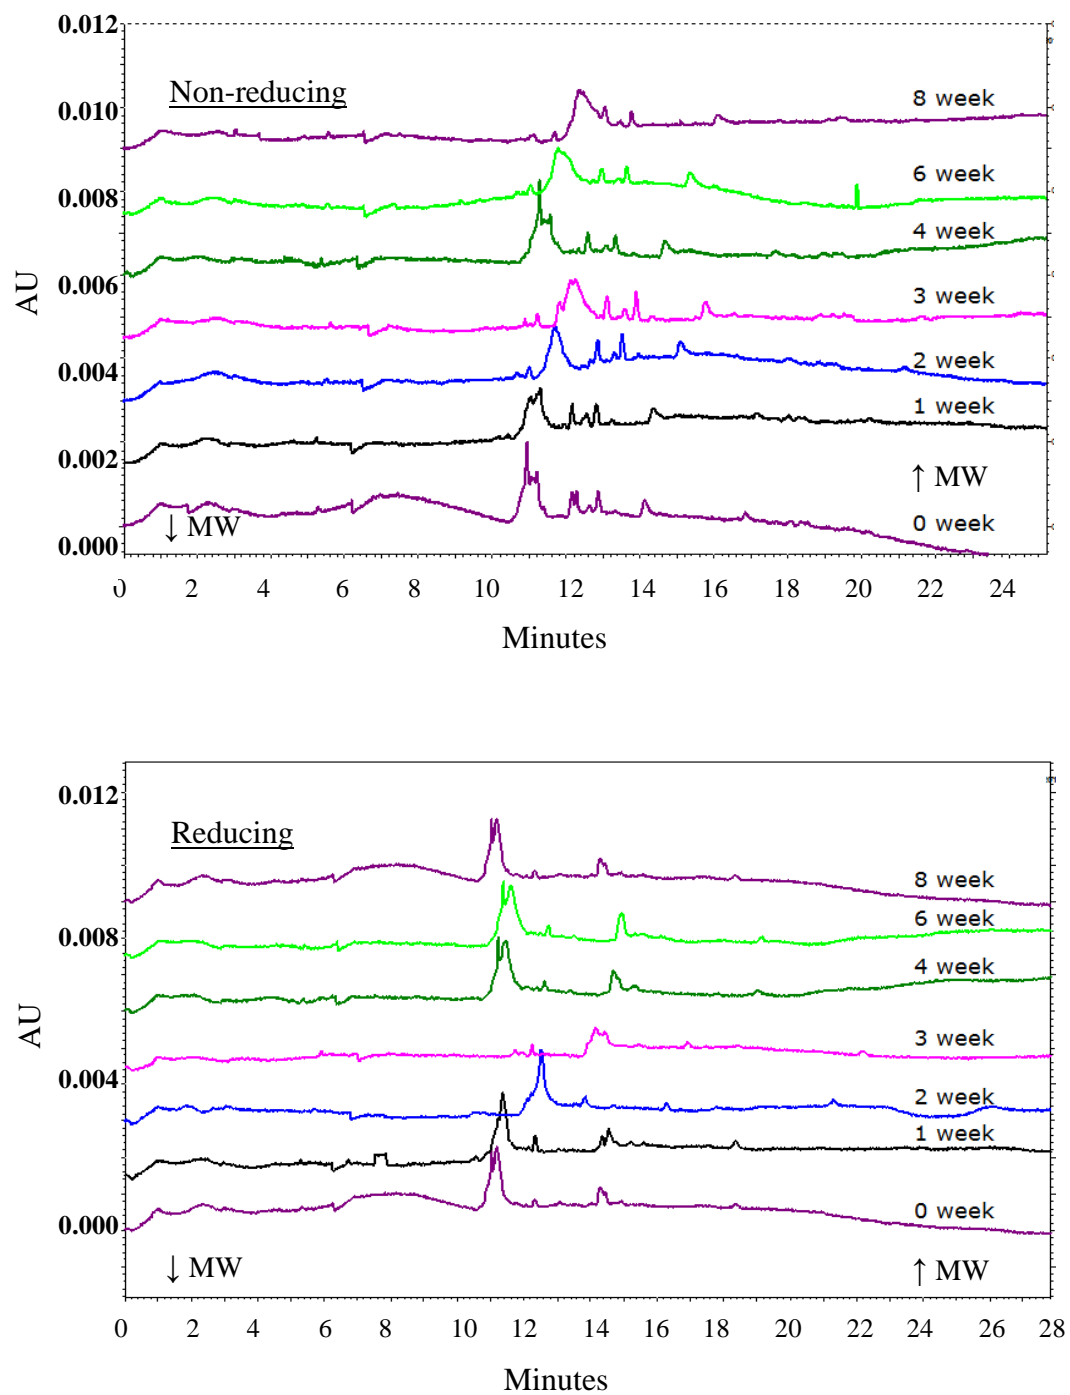 0.012
Non-reducing
8 week
0.010
6 week
0.008
4 week
0.006
AU
3 week
0.004
2 week
1 week
0.002
↑ MW
↓ MW
0 week
0.000
0 2 4 6 8 10 12 14 16 18 20 22 24
Minutes
0.012
Reducing
8 week
6 week
0.008
4 week
AU
3 week
0.004
2 week
1 week
0 week
0.000
↓ MW
↑ MW
0 2 4 6 8 10 12 14 16 18 20 22 24 26 28
Minutes